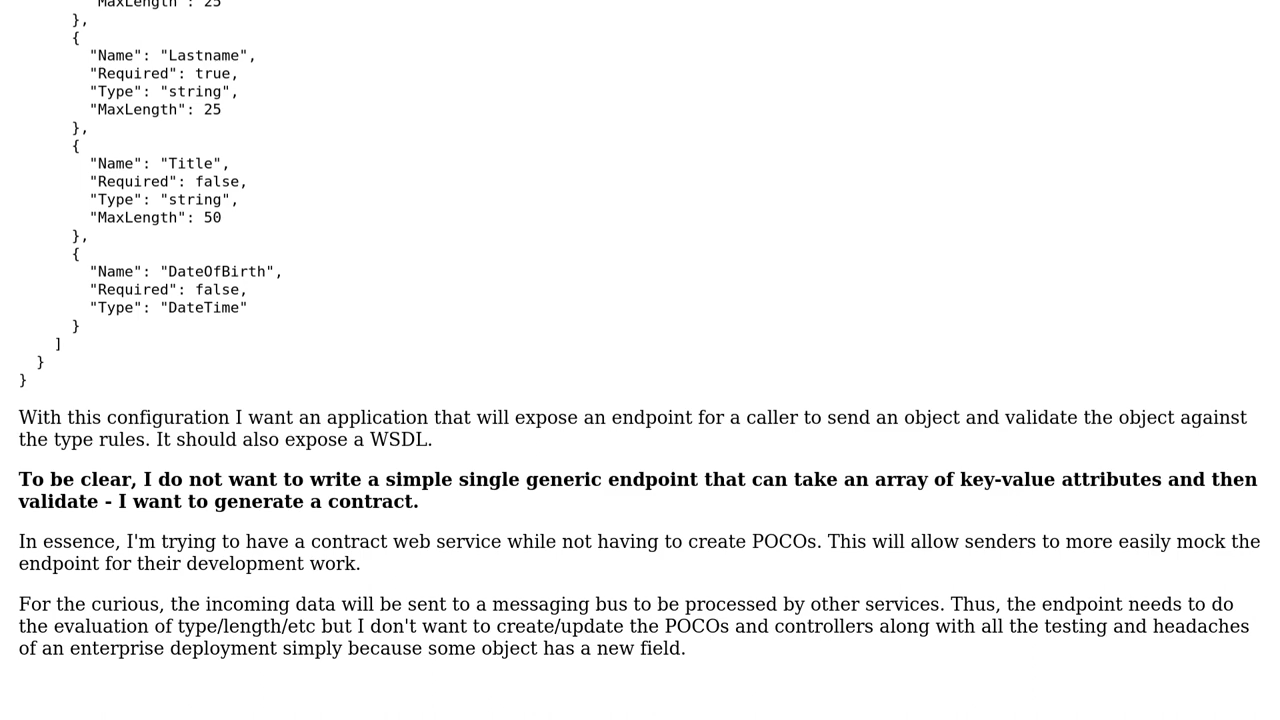 "MaxLength": 25
},
{
"Name": "Lastname",
"Required": true,
"Type": "string",
"MaxLength": 25
},
{
"Name": "Title",
"Required": false,
"Type": "string",
"MaxLength": 50
},
{
"Name": "DateOfBirth",
"Required": false,
"Type": "DateTime"
}
]
}
}
With this configuration I want an application that will expose an endpoint for a caller to send an object and validate the object against
the type rules. It should also expose a WSDL.
To be clear, I do not want to write a simple single generic endpoint that can take an array of key-value attributes and then
validate - I want to generate a contract.
In essence, I'm trying to have a contract web service while not having to create POCOs. This will allow senders to more easily mock the
endpoint for their development work.
For the curious, the incoming data will be sent to a messaging bus to be processed by other services. Thus, the endpoint needs to do
the evaluation of type/length/etc but I don't want to create/update the POCOs and controllers along with all the testing and headaches
of an enterprise deployment simply because some object has a new field.